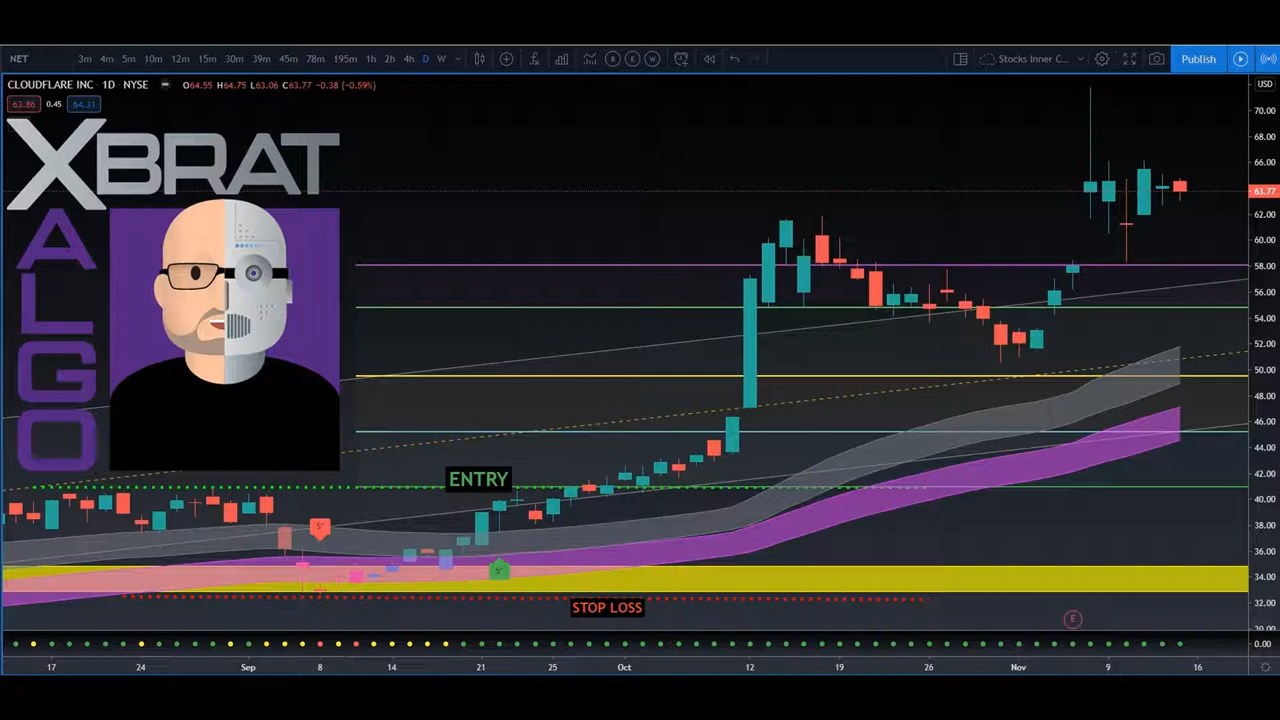 NET 3m 4m 5m 10m 12m 15m 30m 39m 45m 78m 195m 1h 2h 4h D W B E W Stocks Inner C... Publish
CLOUDFLARE INC 1D NYSE O64.55 H64.75 L63.06 C63.77 −0.38 (−0.59%) USD
63.86 0.45 64.31
70.00
XBRAT
ALGO
68.00
66.00
63.77
62.00
60.00
58.00
56.00
54.00
52.00
50.00
48.00
46.00
44.00
42.00
ENTRY
40.00
38.00
5*
36.00
5*
34.00
32.00
STOP LOSS
E
30.00
0.00
17 24 Sep 8 14 21 25 Oct 12 19 26 Nov 9 16